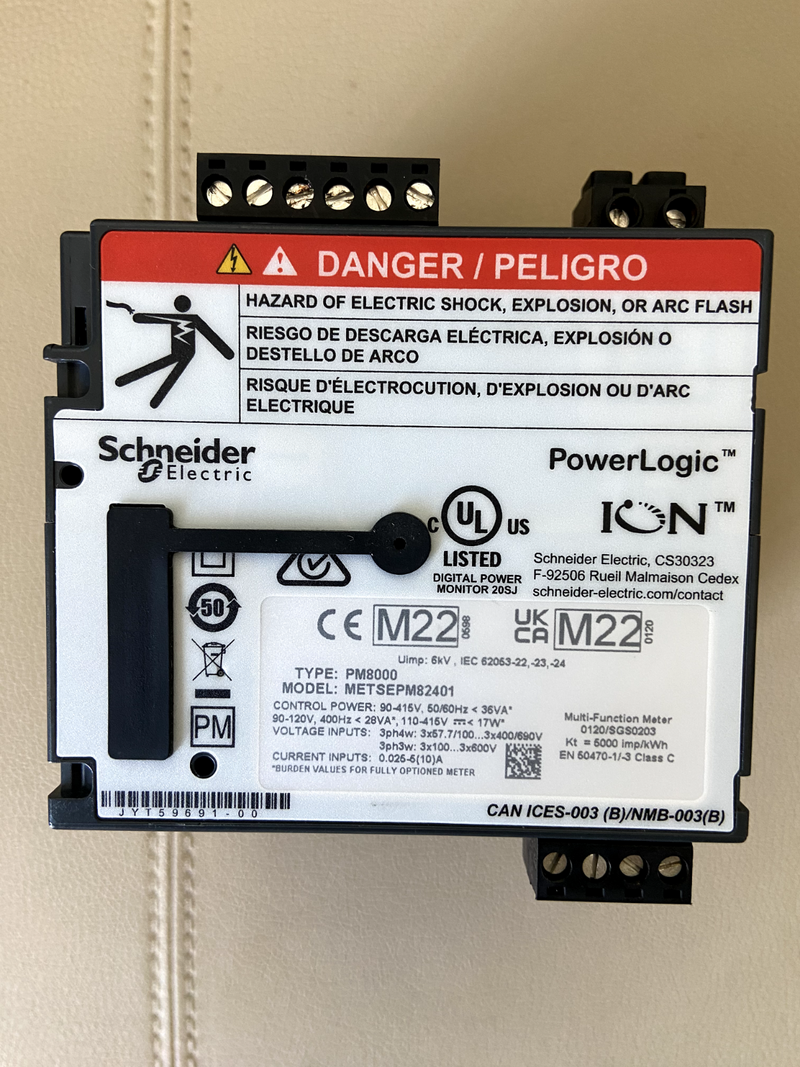 DANGER / PELIGRO
HAZARD OF ELECTRIC SHOCK, EXPLOSION, OR ARC FLASH
RIESGO DE DESCARGA ELÉCTRICA, EXPLOSIÓN O
DESTELLO DE ARCO
RISQUE D'ÉLECTROCUTION, D'EXPLOSION OU D'ARC
ELECTRIQUE
Schneider
Electric
PowerLogic™
ION™
C UL US
LISTED
DIGITAL POWER
MONITOR 20SJ
Schneider Electric, CS30323
F-92506 Rueil Malmaison Cedex
schneider-electric.com/contact
50
CE M22 0598
UK
CA M22 0120
Uimp: 6kV , IEC 62053-22,-23,-24
TYPE: PM8000
MODEL: METSEPM82401
CONTROL POWER: 90-415V, 50/60Hz < 36VA*
90-120V, 400Hz < 28VA*, 110-415V ⎓ < 17W*
VOLTAGE INPUTS: 3ph4w: 3x57.7/100...3x400/690V
3ph3w: 3x100...3x600V
CURRENT INPUTS: 0.025-5(10)A
*BURDEN VALUES FOR FULLY OPTIONED METER
Multi-Function Meter
0120/SGS0203
Kt = 5000 imp/kWh
EN 50470-1/-3 Class C
PM
JYT59691-00
CAN ICES-003 (B)/NMB-003(B)